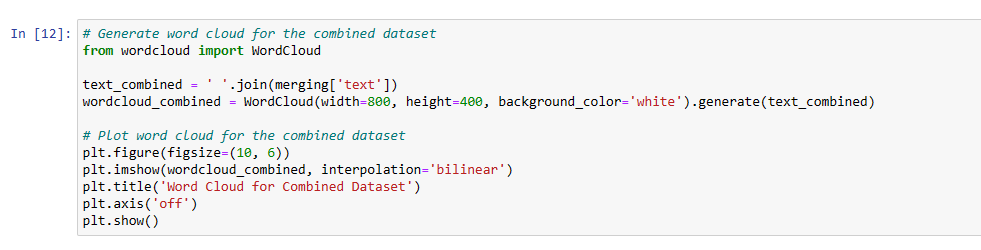 In [12]: # Generate word cloud for the combined dataset
from wordcloud import WordCloud
text_combined = ' '.join(merging['text'])
wordcloud_combined = WordCloud(width=800, height=400, background_color='white').generate(text_combined)
# Plot word cloud for the combined dataset
plt.figure(figsize=(10, 6))
plt.imshow(wordcloud_combined, interpolation='bilinear')
plt.title('Word Cloud for Combined Dataset')
plt.axis('off')
plt.show()